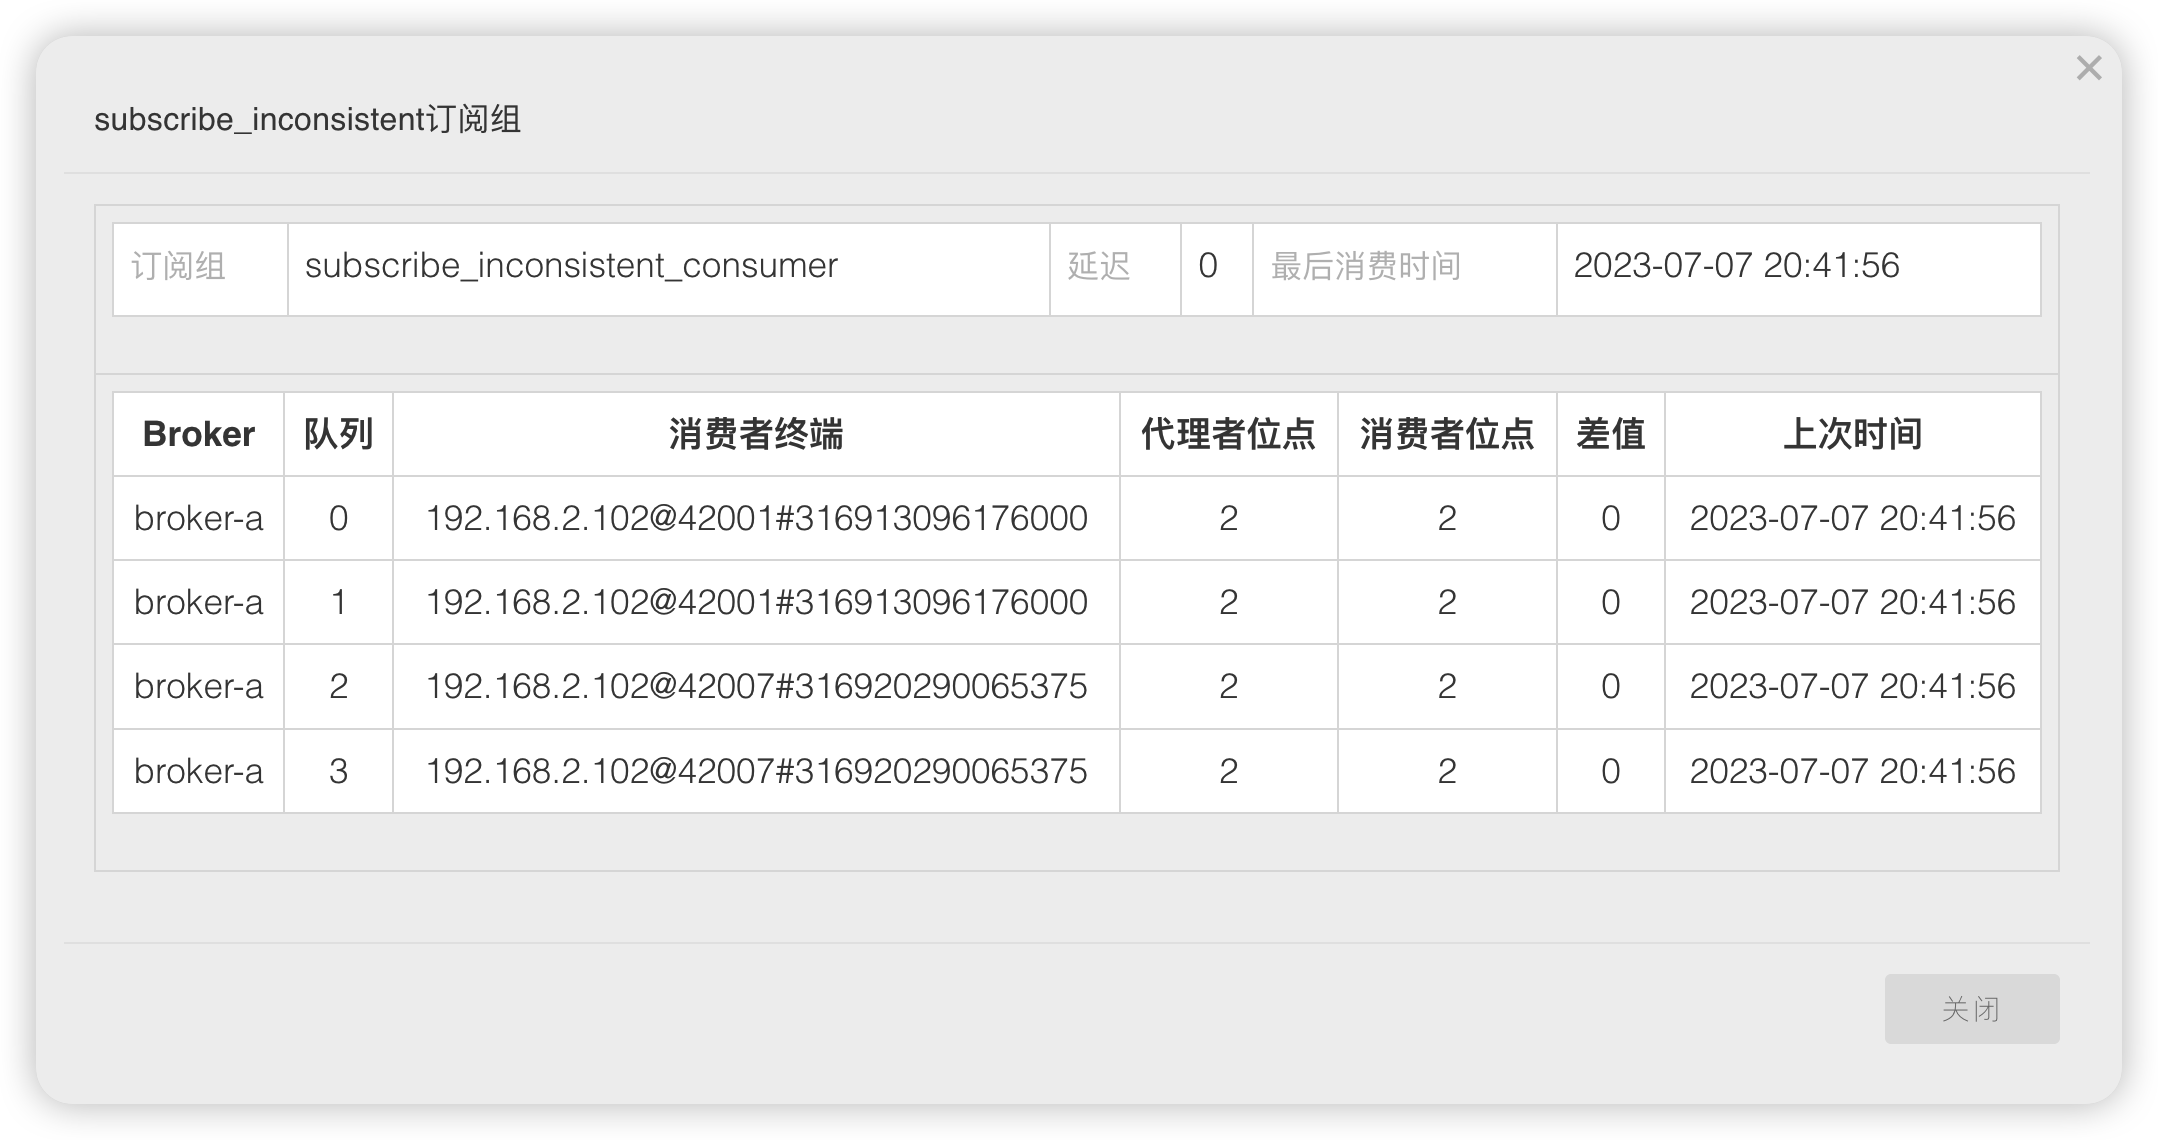 subscribe_inconsistent订阅组
订阅组 subscribe_inconsistent_consumer 延迟 0 最后消费时间 2023-07-07 20:41:56
Broker 队列 消费者终端 代理者位点 消费者位点 差值 上次时间
broker-a 0 192.168.2.102@42001#316913096176000 2 2 0 2023-07-07 20:41:56
broker-a 1 192.168.2.102@42001#316913096176000 2 2 0 2023-07-07 20:41:56
broker-a 2 192.168.2.102@42007#316920290065375 2 2 0 2023-07-07 20:41:56
broker-a 3 192.168.2.102@42007#316920290065375 2 2 0 2023-07-07 20:41:56
关闭